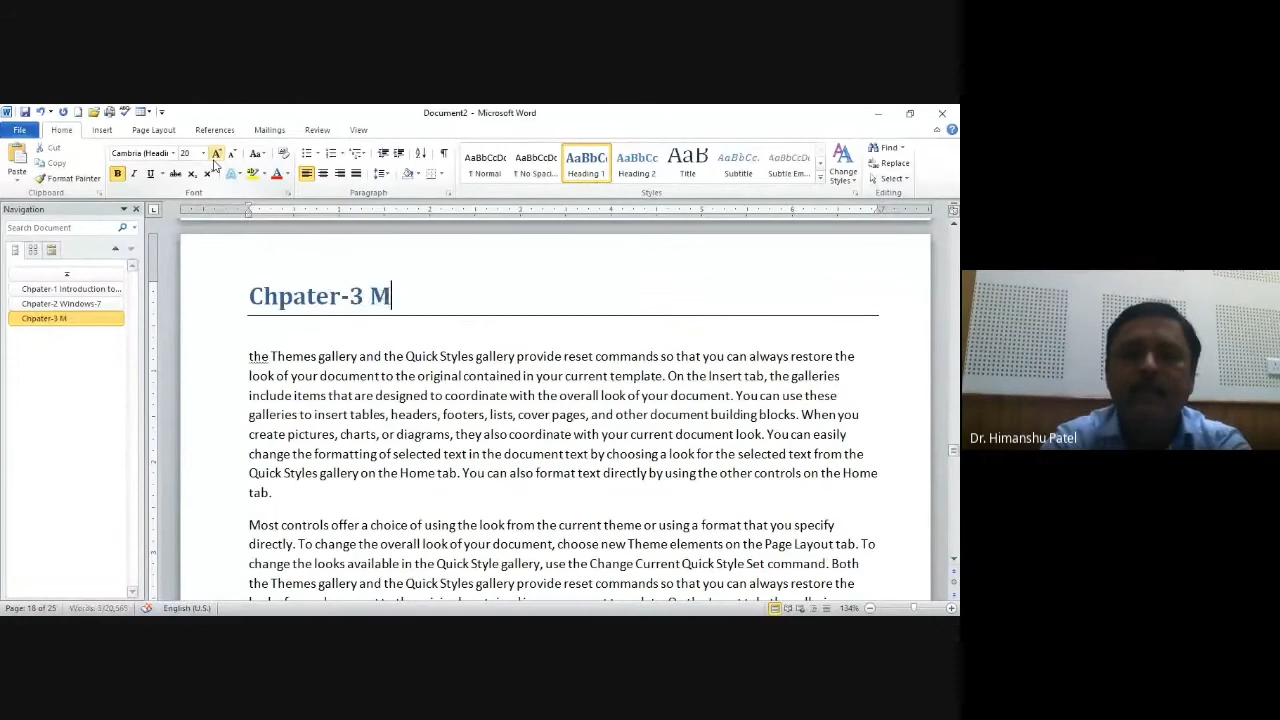 Document2 - Microsoft Word
File Home Insert Page Layout References Mailings Review View
Cut
Copy
Format Painter
Paste
Clipboard
Cambria (Headi 20
Font
Paragraph
AaBbCcDc AaBbCcDc AaBbC AaBbCc AaB AaBbCc. AaBbCcDc
¶ Normal ¶ No Spaci... Heading 1 Heading 2 Title Subtitle Subtle Em...
Styles
Change
Styles
Find
Replace
Select
Editing
Navigation
Search Document
Chpater-1 Introduction to...
Chpater-2 Windows-7
Chpater-3 M
Chpater-3 M
the Themes gallery and the Quick Styles gallery provide reset commands so that you can always restore the
look of your document to the original contained in your current template. On the Insert tab, the galleries
include items that are designed to coordinate with the overall look of your document. You can use these
galleries to insert tables, headers, footers, lists, cover pages, and other document building blocks. When you
create pictures, charts, or diagrams, they also coordinate with your current document look. You can easily
change the formatting of selected text in the document text by choosing a look for the selected text from the
Quick Styles gallery on the Home tab. You can also format text directly by using the other controls on the Home
tab.
Most controls offer a choice of using the look from the current theme or using a format that you specify
directly. To change the overall look of your document, choose new Theme elements on the Page Layout tab. To
change the looks available in the Quick Style gallery, use the Change Current Quick Style Set command. Both
the Themes gallery and the Quick Styles gallery provide reset commands so that you can always restore the
Page: 18 of 25 Words: 3/20,569 English (U.S.) 134%
Dr. Himanshu Patel